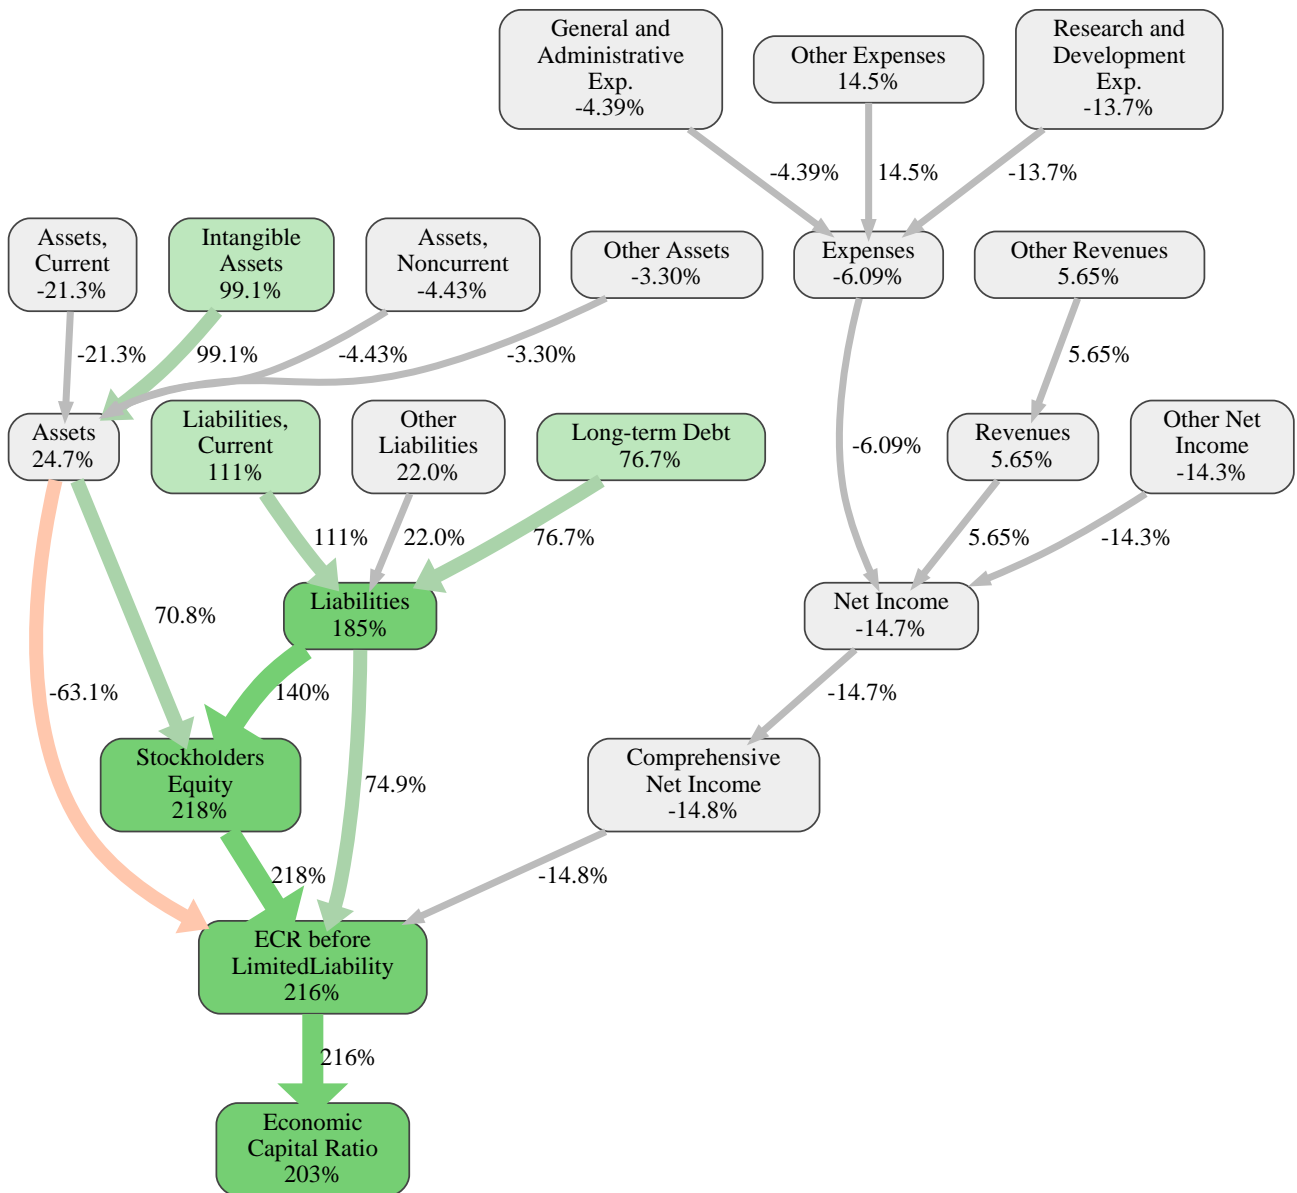 General and
Administrative
Exp.
-4.39%
Other Expenses
14.5%
Research and
Development
Exp.
-13.7%
-4.39%
14.5%
-13.7%
Assets,
Current
-21.3%
Intangible
Assets
99.1%
Assets,
Noncurrent
-4.43%
Other Assets
-3.30%
Expenses
-6.09%
Other Revenues
5.65%
-21.3%
99.1%
-4.43%
-3.30%
5.65%
Assets
24.7%
Liabilities,
Current
111%
Other
Liabilities
22.0%
Long-term Debt
76.7%
-6.09%
Revenues
5.65%
Other Net
Income
-14.3%
111%
22.0%
76.7%
5.65%
-14.3%
70.8%
Liabilities
185%
Net Income
-14.7%
-63.1%
140%
-14.7%
Stockholders
Equity
218%
74.9%
Comprehensive
Net Income
-14.8%
218%
-14.8%
ECR before
LimitedLiability
216%
216%
Economic
Capital Ratio
203%